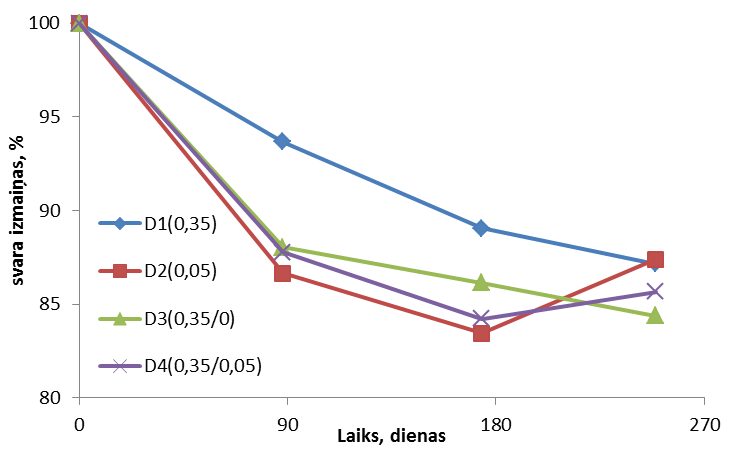 100
95
90
85
80
svara izmaiņas, %
D1(0,35)
D2(0,05)
D3(0,35/0)
D4(0,35/0,05)
0
90
180
270
Laiks, dienas